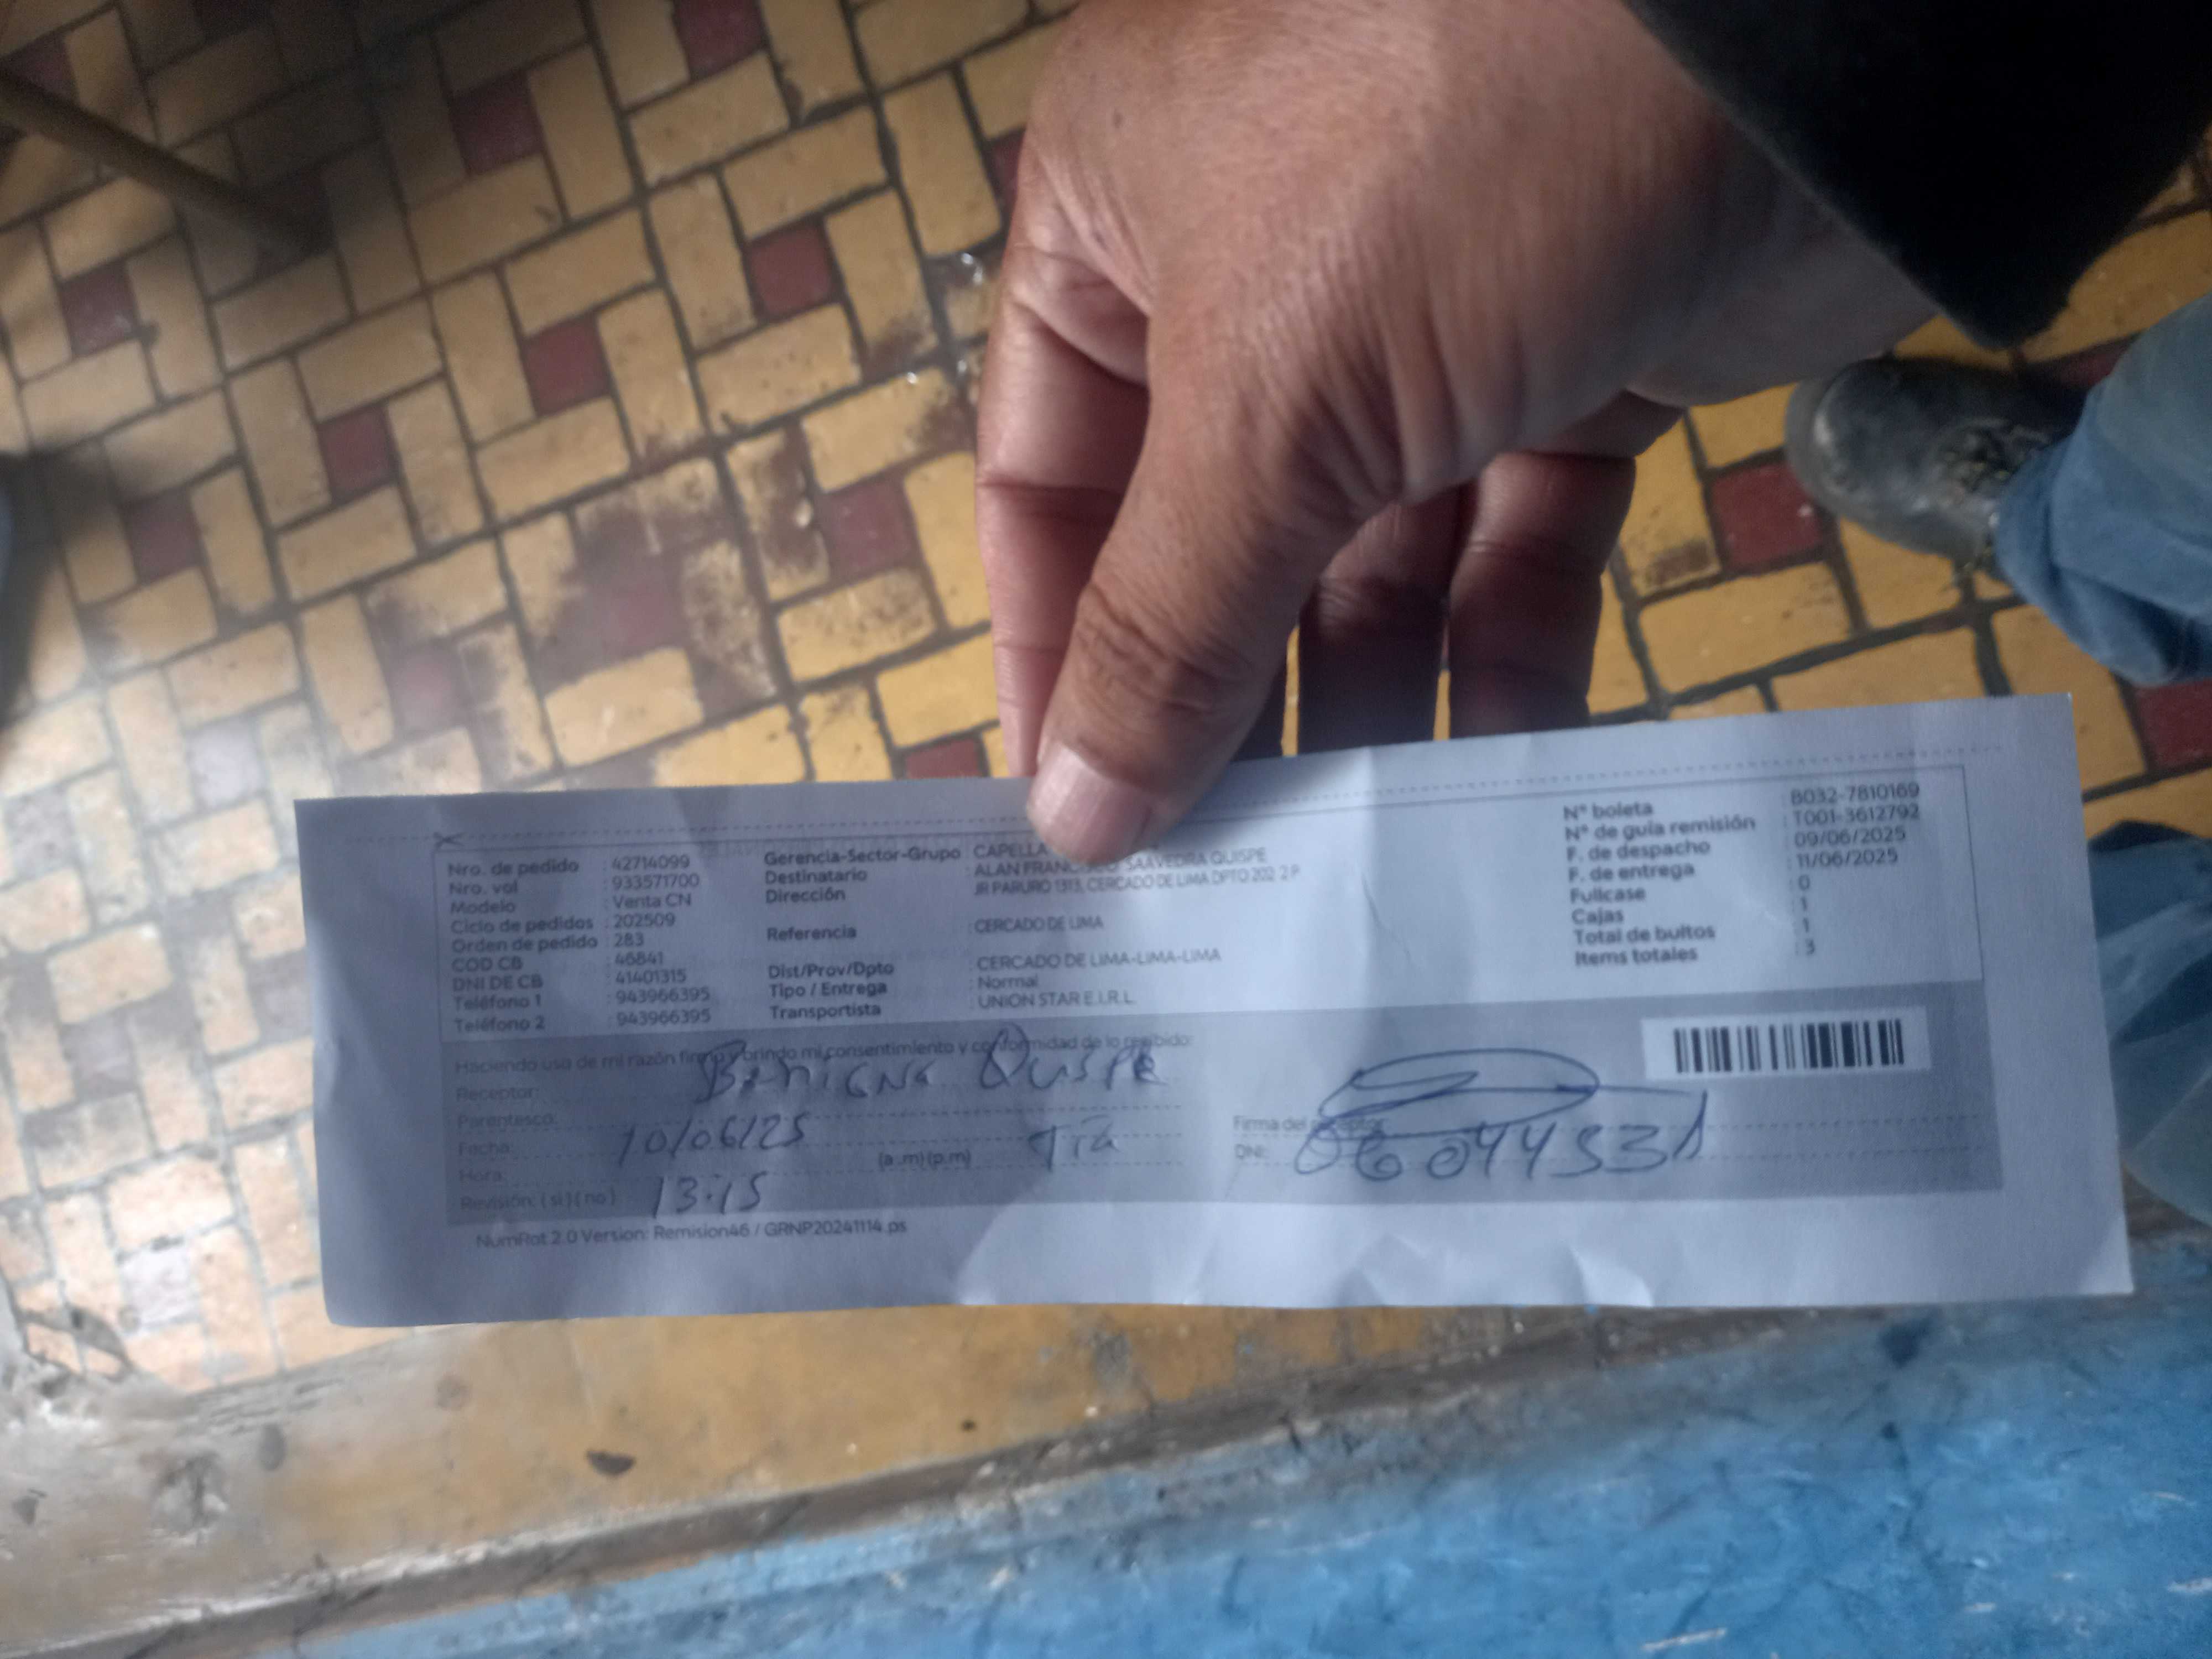 Nro. de pedido : 42714099
Nro. vol : 933571700
Modelo : Venta CN
Ciclo de pedidos : 202509
Orden de pedido : 283
COD CB : 46841
DNI DE CB : 41401315
Teléfono 1 : 943966395
Teléfono 2 : 943966395
Gerencia-Sector-Grupo : CAPELLA
Destinatario : ALAN SAAVEDRA QUISPE
Dirección : JR PARURO 1313, CERCADO DE LIMA DPTO 202 2 P
Referencia : CERCADO DE LIMA
Dist/Prov/Dpto : CERCADO DE LIMA-LIMA-LIMA
Tipo / Entrega : Normal
Transportista : UNION STAR E.I.R.L.
N° boleta : B032-7810169
N° de guía remisión : T001-3612792
F. de despacho : 09/06/2025
F. de entrega : 11/06/2025
Fullcase : 0
Cajas : 1
Total de bultos : 1
Items totales : 3
Haciendo uso de mi razón firmo y brindo mi consentimiento y conformidad de lo recibido:
Receptor: Benigna Quispe
Parentesco: Tia
Fecha: 10/06/25
Hora: 13:15 (a .m) (p.m)
Revisión: ( si ) ( no )
Firma del receptor
DNI:
NumRot 2.0 Version: Remision46 / GRNP20241114.ps